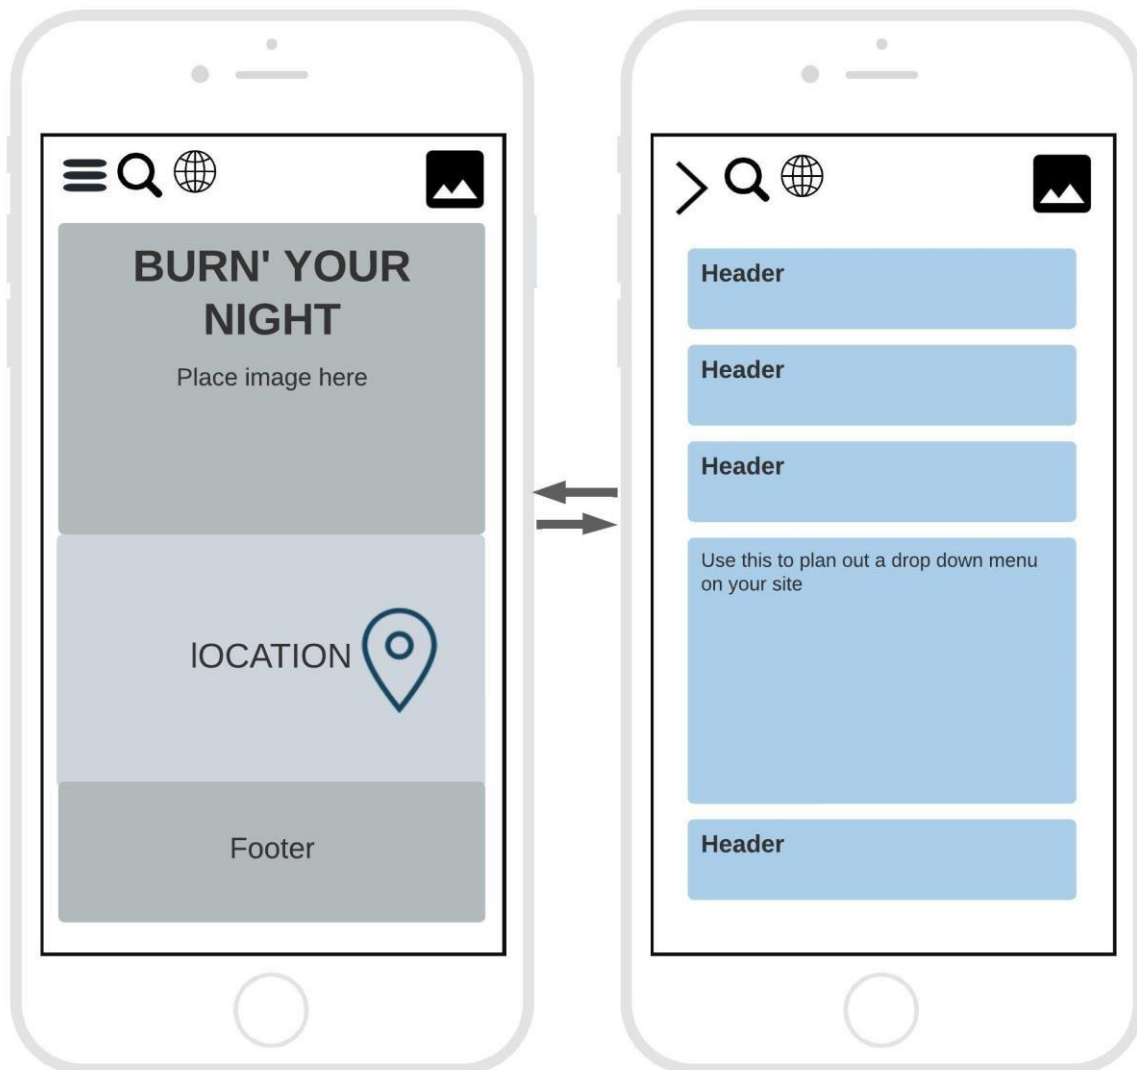 BURN' YOUR
NIGHT
Place image here
lOCATION
Footer
Header
Header
Header
Use this to plan out a drop down menu
on your site
Header